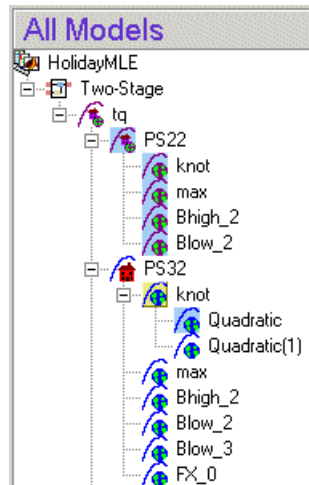 All Models
HolidayMLE
Two-Stage
tq
PS22
knot
max
Bhigh_2
Blow_2
PS32
knot
Quadratic
Quadratic(1)
max
Bhigh_2
Blow_2
Blow_3
FX_0